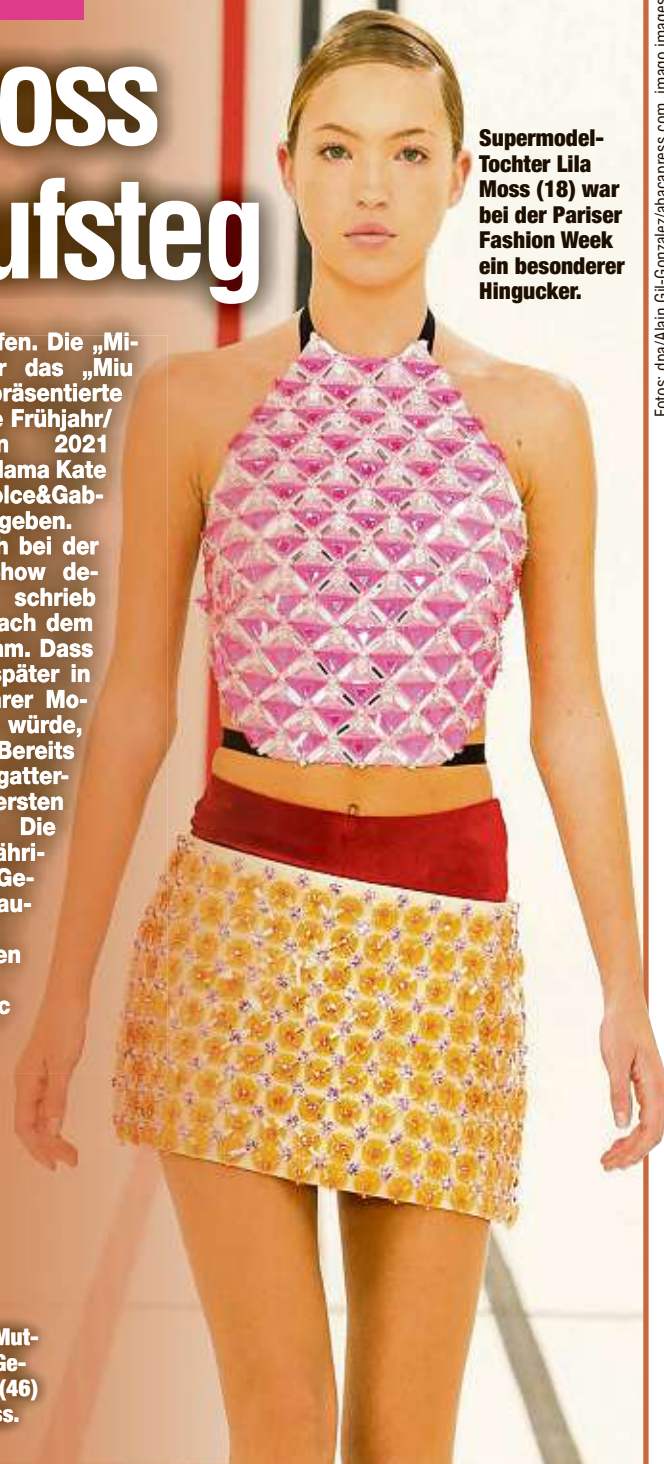 oss
ufsteg
Supermodel-
Tochter Lila
Moss (18) war
bei der Pariser
Fashion Week
ein besonderer
Hingucker.
Fotos: dpa/Alain Gil-Gonzalez/abacapress.com, imago images
fen. Die „Mi-
r das „Miu
präsentierte
e Frühjahr/
n 2021
Mama Kate
olce&Gab-
geben.
n bei der
how de-
schrieb
ach dem
am. Dass
später in
rer Mo-
würde,
Bereits
gatter-
ersten
Die
ähri-
Ge-
au-
en
c
Mut-
Ge-
(46)
ss.